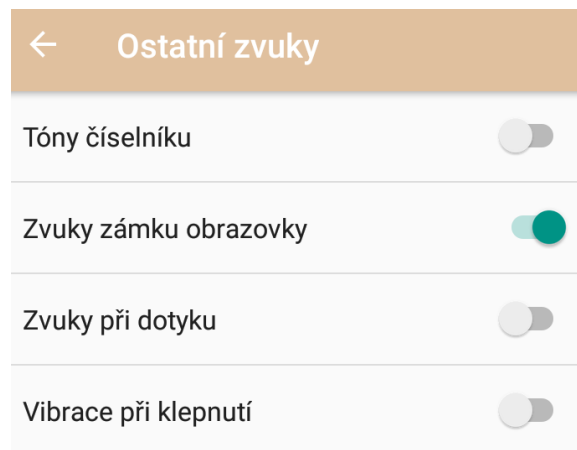 Ostatní zvuky
Tóny číselníku
Zvuky zámku obrazovky
Zvuky při dotyku
Vibrace při klepnutí